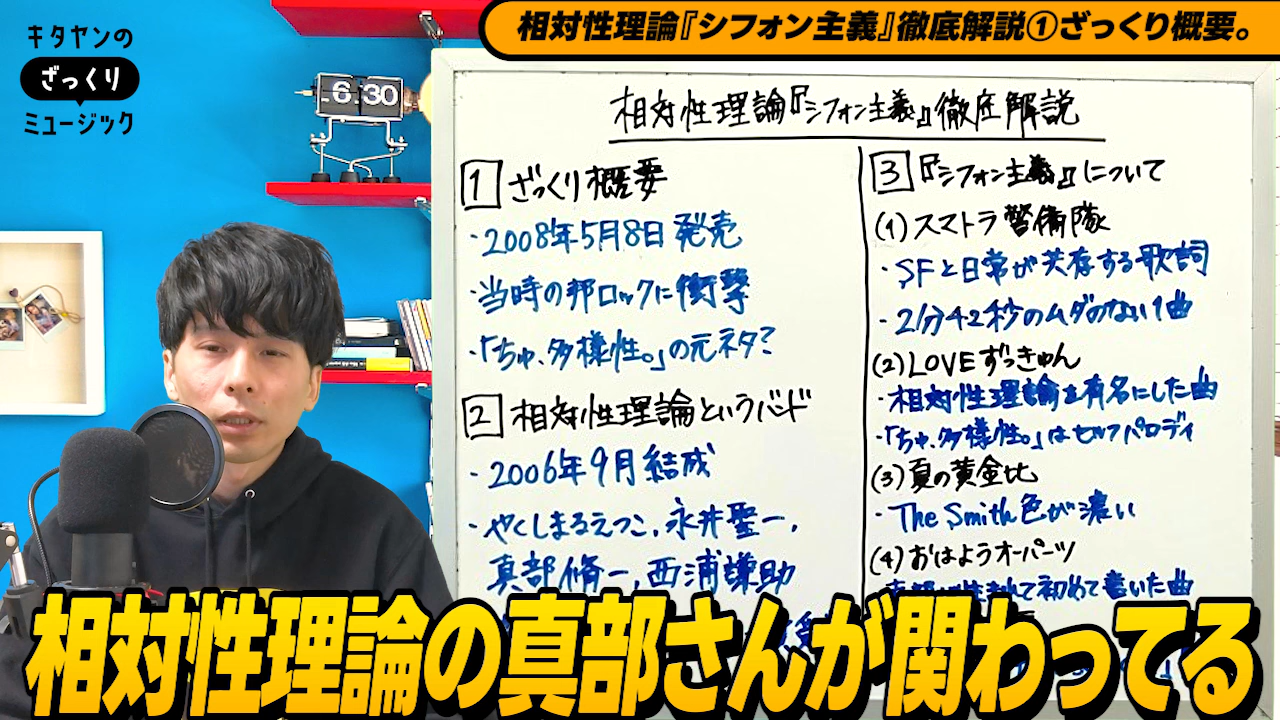 相対性理論『シフォン主義』徹底解説①ざっくり概要。
キタヤンの
ざっくり
ミュージック
6 30
相対性理論『シフォン主義』徹底解説
1 ざっくり概要
・2008年5月8日発売
・当時の邦ロックに衝撃
・「ちゅ、多様性。」の元ネタ?
2 相対性理論というバンド
・2006年9月結成
・やくしまるえつこ,永井聖一,
真部脩一,西浦謙助
3 『シフォン主義』について
(1)スマトラ警備隊
・SFと日常が共存する歌詞
・2分42秒のムダのない1曲
(2)LOVEずっきゅん
・相対性理論を有名にした曲
・「ちゅ、多様性。」はセルフパロディ
(3)夏の黄金比
・The Smith色が濃い
(4)おはようオーパーツ
て初めて書いた曲
相対性理論の真部さんが関わってる